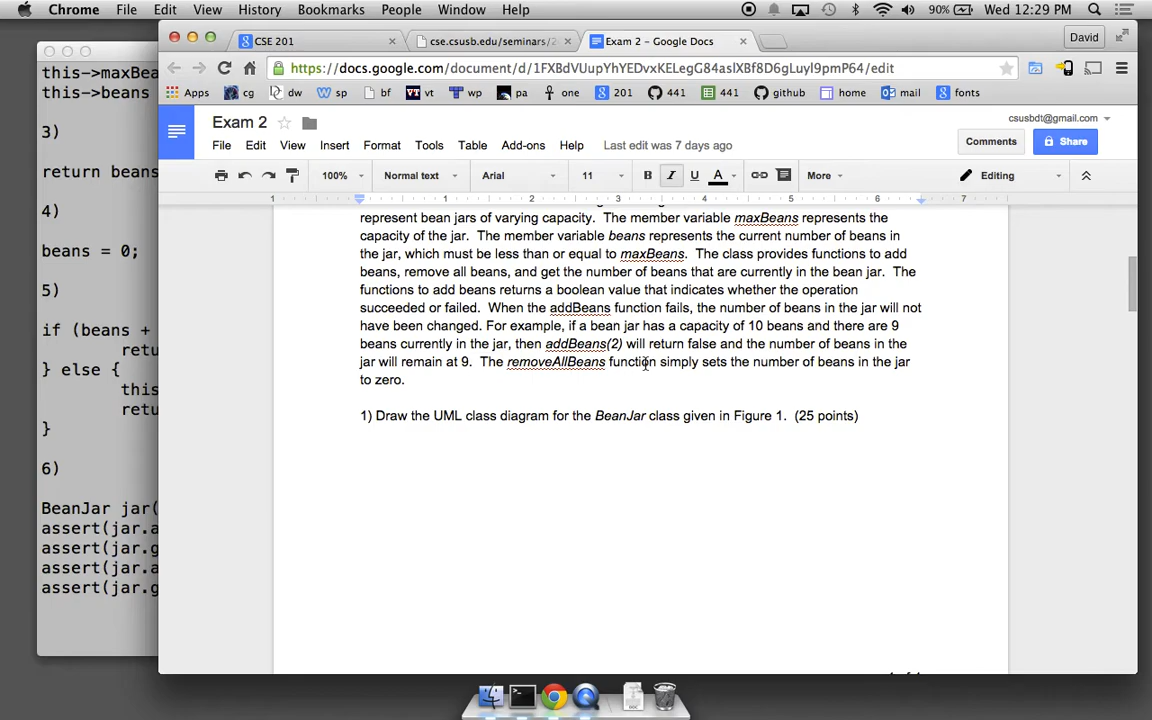 Chrome File Edit View History Bookmarks People Window Help 90% Wed 12:29 PM
CSE 201 × cse.csusb.edu/seminars/2 × Exam 2 – Google Docs × David
https://docs.google.com/document/d/1FXBdVUupYhYEDvxKELegG84aslXBf8D6gLuyI9pmP64/edit
Apps cg dw sp bf vt wp pa one 201 441 441 github home mail fonts
Exam 2
csusbdt@gmail.com
File Edit View Insert Format Tools Table Add-ons Help Last edit was 7 days ago
Comments Share
100% Normal text Arial 11 B I U A More Editing
1 1 2 3 4 5 6 7
represent bean jars of varying capacity. The member variable maxBeans represents the
capacity of the jar. The member variable beans represents the current number of beans in
the jar, which must be less than or equal to maxBeans. The class provides functions to add
beans, remove all beans, and get the number of beans that are currently in the bean jar. The
functions to add beans returns a boolean value that indicates whether the operation
succeeded or failed. When the addBeans function fails, the number of beans in the jar will not
have been changed. For example, if a bean jar has a capacity of 10 beans and there are 9
beans currently in the jar, then addBeans(2) will return false and the number of beans in the
jar will remain at 9. The removeAllBeans function simply sets the number of beans in the jar
to zero.
1) Draw the UML class diagram for the BeanJar class given in Figure 1. (25 points)
this->maxBea
this->beans
3)
return beans
4)
beans = 0;
5)
if (beans +
retu
} else {
this
retu
}
6)
BeanJar jar(
assert(jar.a
assert(jar.g
assert(jar.a
assert(jar.g